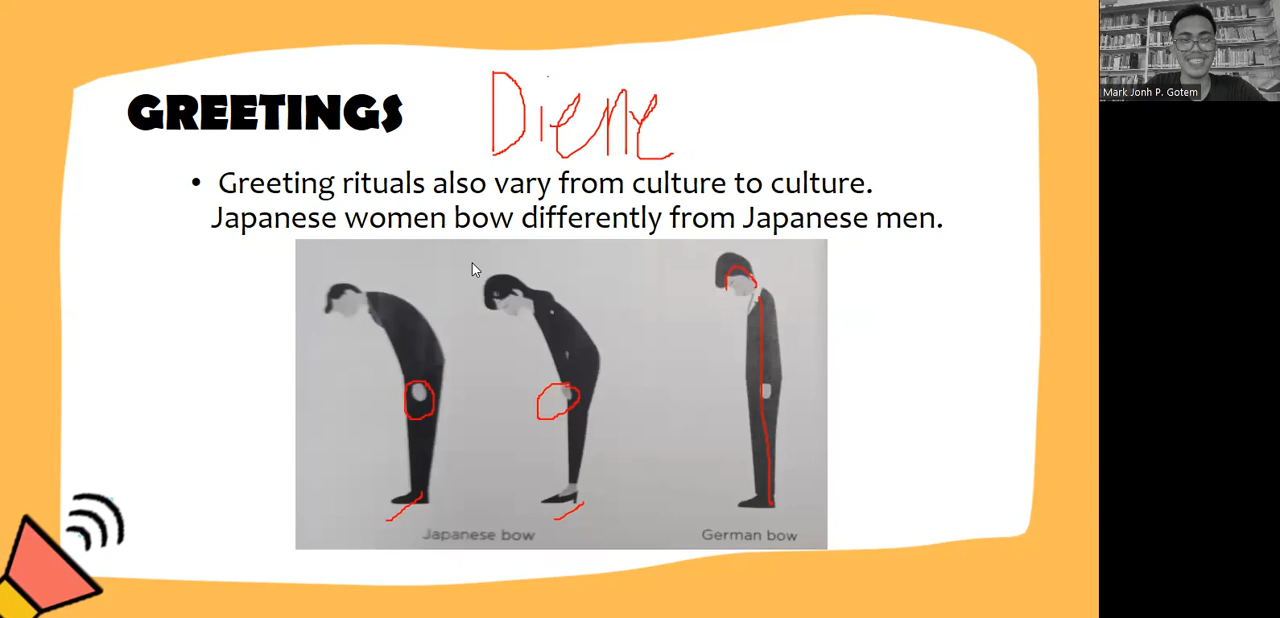 GREETINGS
Diene
• Greeting rituals also vary from culture to culture.
Japanese women bow differently from Japanese men.
Japanese bow
German bow
Mark Jonh P. Gotem